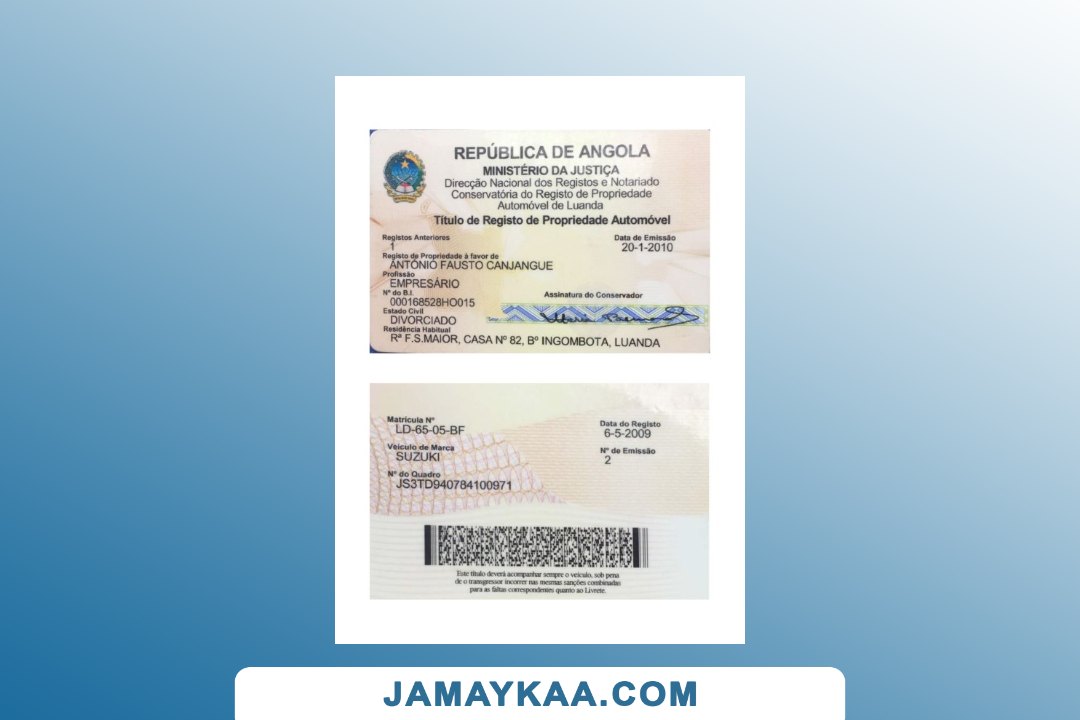 REPÚBLICA DE ANGOLA
MINISTÉRIO DA JUSTIÇA
Direcção Nacional dos Registos e Notariado
Conservatória do Registo de Propriedade
Automóvel de Luanda
Título de Registo de Propriedade Automóvel
Registos Anteriores
1
Data de Emissão
20-1-2010
Registo de Propriedade à favor de
ANTÓNIO FAUSTO CANJANGUE
Profissão
EMPRESÁRIO
Nº do B.I.
000168528HO015
Assinatura do Conservador
Estado Civil
DIVORCIADO
Residência Habitual
Rª F.S.MAIOR, CASA Nº 82, Bº INGOMBOTA, LUANDA
Matrícula Nº
LD-65-05-BF
Data do Registo
6-5-2009
Veículo de Marca
SUZUKI
Nº de Emissão
2
Nº do Quadro
JS3TD940784100971
Este título deverá acompanhar sempre o veículo, sob pena
de o transgressor incorrer nas mesmas sanções combinadas
para as faltas correspondentes quanto ao Livrete.
JAMAYKAA.COM